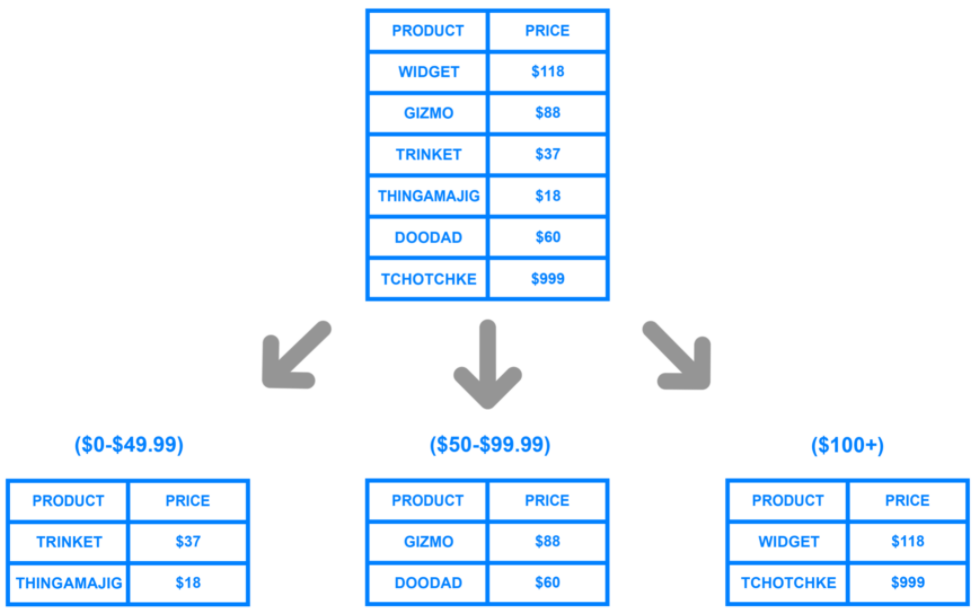 PRODUCT PRICE
WIDGET $118
GIZMO $88
TRINKET $37
THINGAMAJIG $18
DOODAD $60
TCHOTCHKE $999
($0-$49.99)
PRODUCT PRICE
TRINKET $37
THINGAMAJIG $18
($50-$99.99)
PRODUCT PRICE
GIZMO $88
DOODAD $60
($100+)
PRODUCT PRICE
WIDGET $118
TCHOTCHKE $999